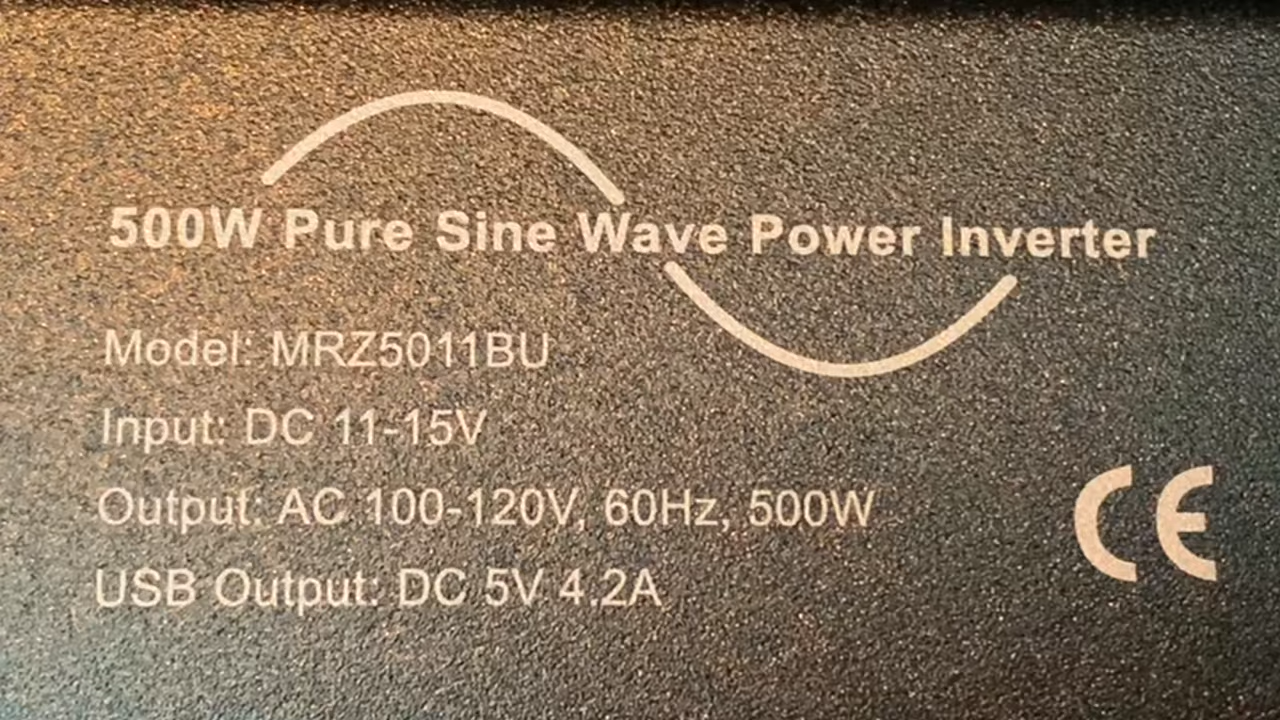 500W Pure Sine Wave Power Inverter
Model: MRZ5011BU
Input: DC 11-15V
Output: AC 100-120V, 60Hz, 500W
USB Output: DC 5V 4.2A
CE